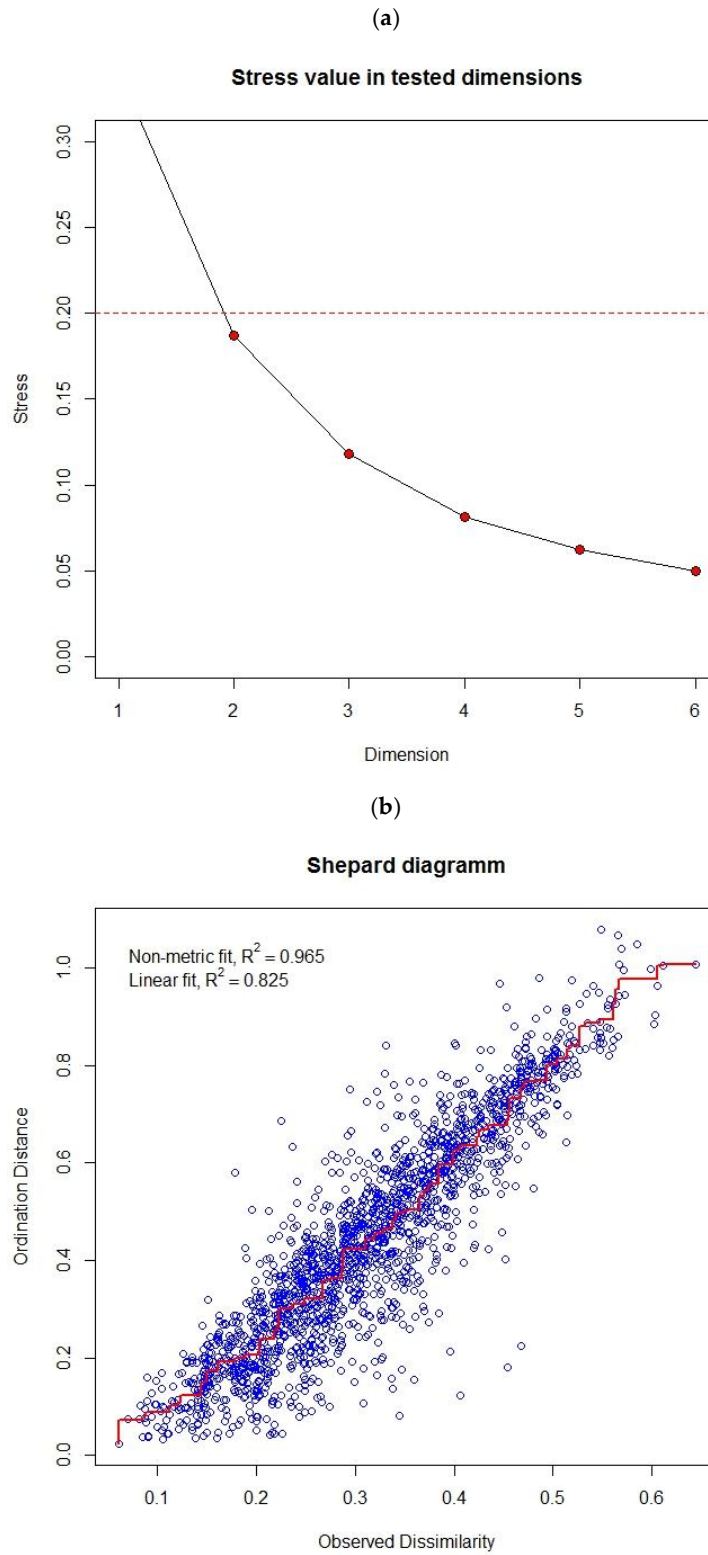 (a)
Stress value in tested dimensions
0.30
0.25
0.20
0.15
0.10
0.05
0.00
Stress
1 2 3 4 5 6
Dimension
(b)
Shepard diagramm
Non-metric fit, R² = 0.965
Linear fit, R² = 0.825
1.0
0.8
0.6
0.4
0.2
0.0
Ordination Distance
0.1 0.2 0.3 0.4 0.5 0.6
Observed Dissimilarity